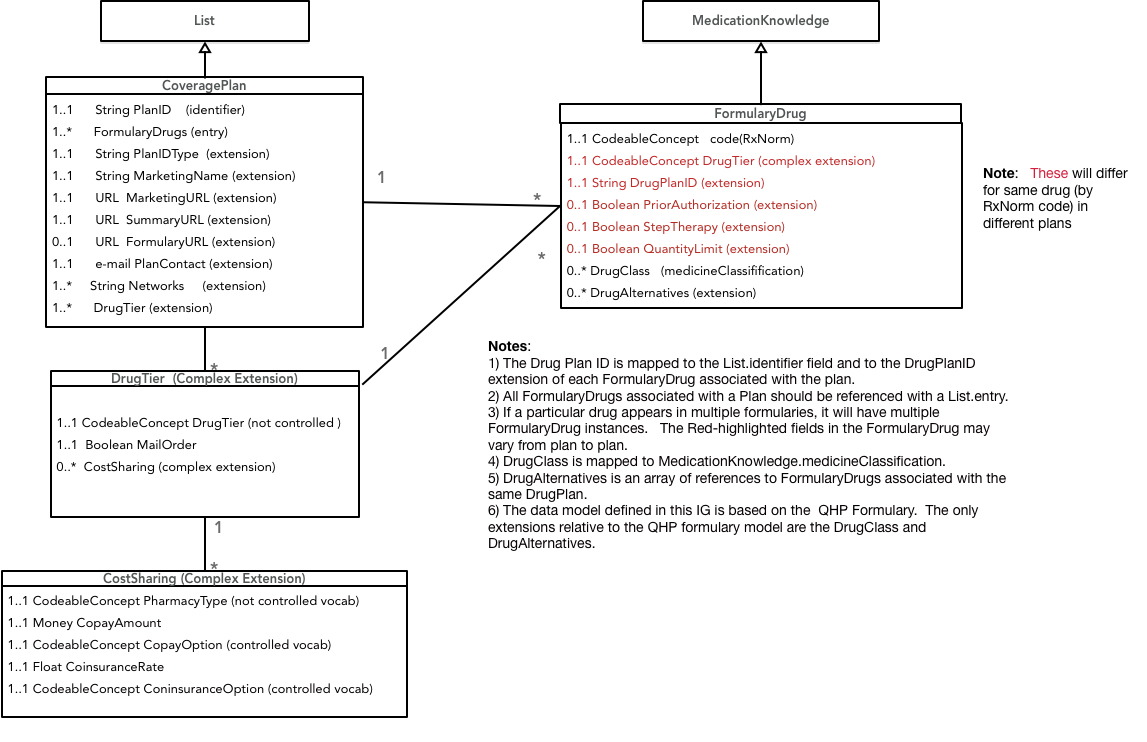 List
MedicationKnowledge
CoveragePlan
1..1 String PlanID (identifier)
1..* FormularyDrugs (entry)
1..1 String PlanIDType (extension)
1..1 String MarketingName (extension)
1..1 URL MarketingURL (extension)
1..1 URL SummaryURL (extension)
0..1 URL FormularyURL (extension)
1..1 e-mail PlanContact (extension)
1..* String Networks (extension)
1..* DrugTier (extension)
1
*
FormularyDrug
1..1 CodeableConcept code(RxNorm)
1..1 CodeableConcept DrugTier (complex extension)
1..1 String DrugPlanID (extension)
0..1 Boolean PriorAuthorization (extension)
0..1 Boolean StepTherapy (extension)
0..1 Boolean QuantityLimit (extension)
0..* DrugClass (medicineClassifification)
0..* DrugAlternatives (extension)
Note: These will differ
for same drug (by
RxNorm code) in
different plans
*
1
*
DrugTier (Complex Extension)
1..1 CodeableConcept DrugTier (not controlled )
1..1 Boolean MailOrder
0..* CostSharing (complex extension)
Notes:
1) The Drug Plan ID is mapped to the List.identifier field and to the DrugPlanID
extension of each FormularyDrug associated with the plan.
2) All FormularyDrugs associated with a Plan should be referenced with a List.entry.
3) If a particular drug appears in multiple formularies, it will have multiple
FormularyDrug instances. The Red-highlighted fields in the FormularyDrug may
vary from plan to plan.
4) DrugClass is mapped to MedicationKnowledge.medicineClassification.
5) DrugAlternatives is an array of references to FormularyDrugs associated with the
same DrugPlan.
6) The data model defined in this IG is based on the QHP Formulary. The only
extensions relative to the QHP formulary model are the DrugClass and
DrugAlternatives.
1
*
CostSharing (Complex Extension)
1..1 CodeableConcept PharmacyType (not controlled vocab)
1..1 Money CopayAmount
1..1 CodeableConcept CopayOption (controlled vocab)
1..1 Float CoinsuranceRate
1..1 CodeableConcept ConinsuranceOption (controlled vocab)